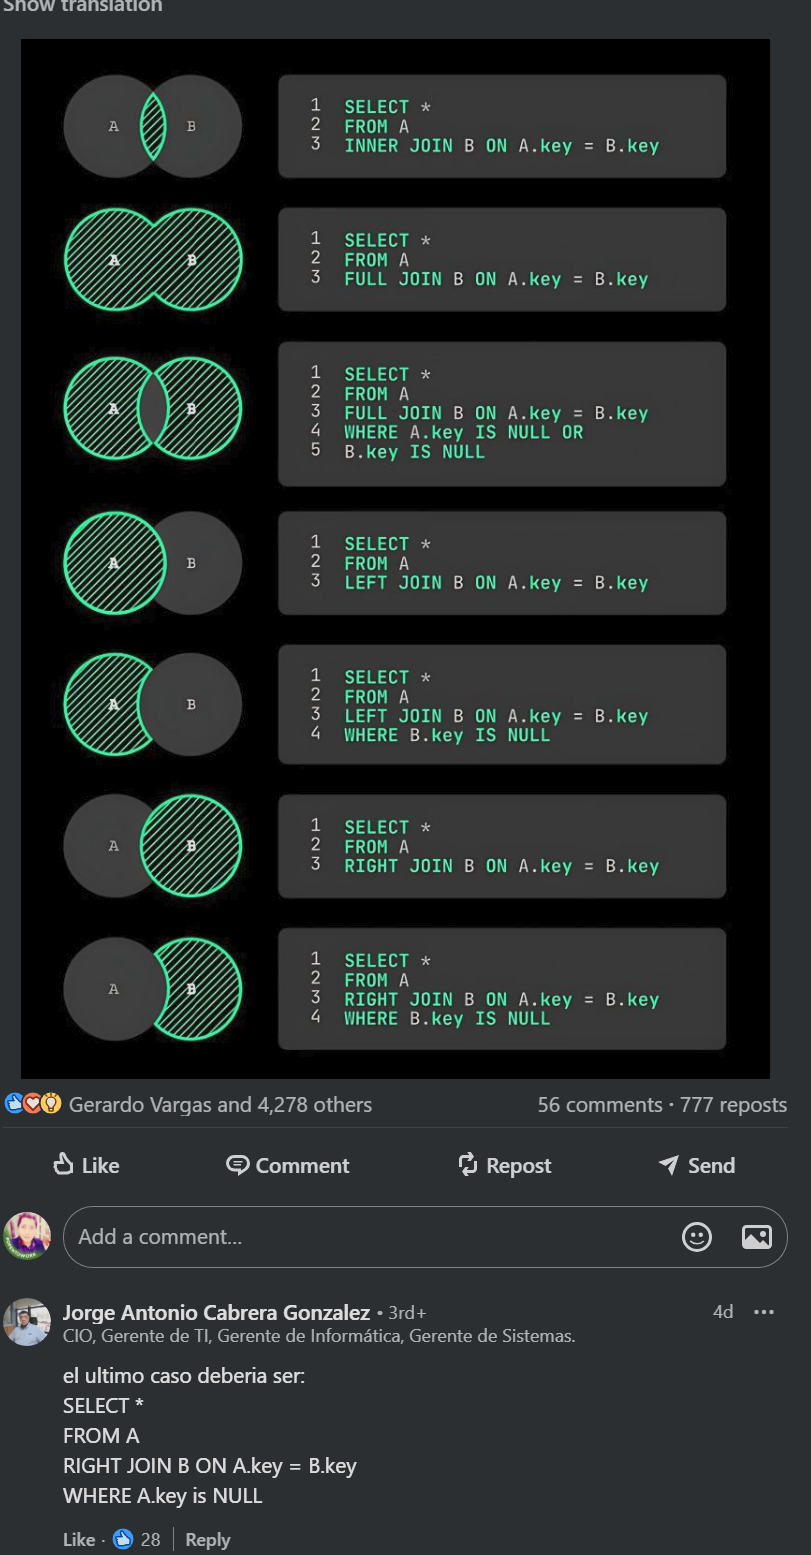 Show translation
A B
1 SELECT *
2 FROM A
3 INNER JOIN B ON A.key = B.key
A B
1 SELECT *
2 FROM A
3 FULL JOIN B ON A.key = B.key
A B
1 SELECT *
2 FROM A
3 FULL JOIN B ON A.key = B.key
4 WHERE A.key IS NULL OR
5 B.key IS NULL
A B
1 SELECT *
2 FROM A
3 LEFT JOIN B ON A.key = B.key
A B
1 SELECT *
2 FROM A
3 LEFT JOIN B ON A.key = B.key
4 WHERE B.key IS NULL
A B
1 SELECT *
2 FROM A
3 RIGHT JOIN B ON A.key = B.key
A B
1 SELECT *
2 FROM A
3 RIGHT JOIN B ON A.key = B.key
4 WHERE B.key IS NULL
Gerardo Vargas and 4,278 others 56 comments · 777 reposts
Like Comment Repost Send
Add a comment...
Jorge Antonio Cabrera Gonzalez • 3rd+ 4d
CIO, Gerente de TI, Gerente de Informática, Gerente de Sistemas.
el ultimo caso deberia ser:
SELECT *
FROM A
RIGHT JOIN B ON A.key = B.key
WHERE A.key is NULL
Like · 28 | Reply